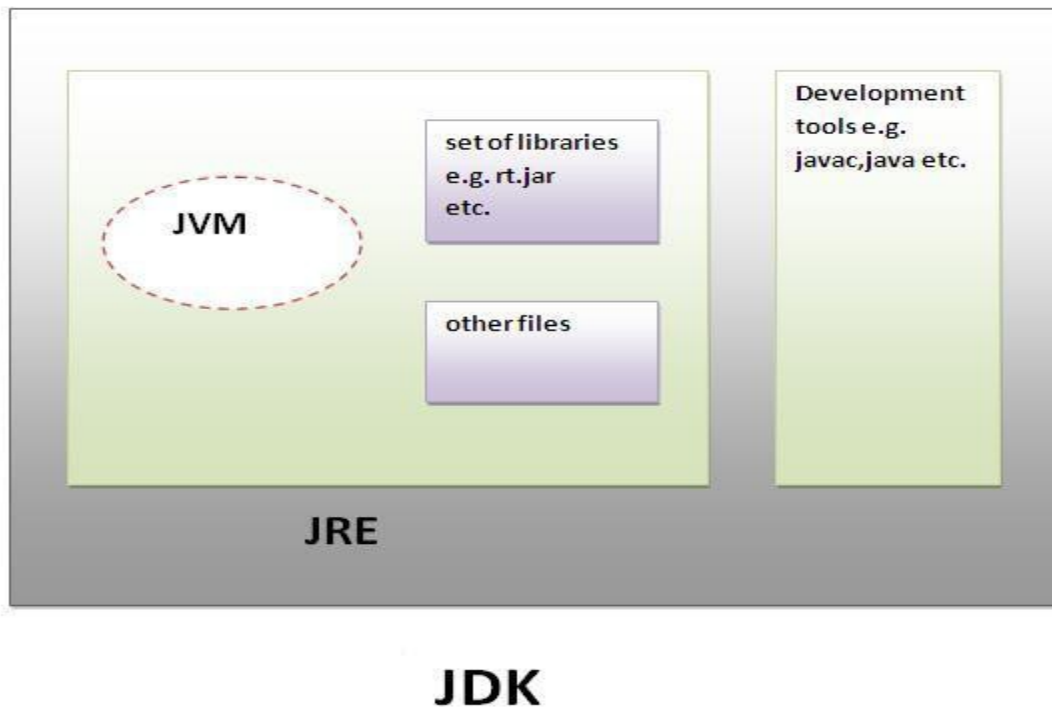 JVM
set of libraries
e.g. rt.jar
etc.
other files
Development
tools e.g.
javac,java etc.
JRE
JDK